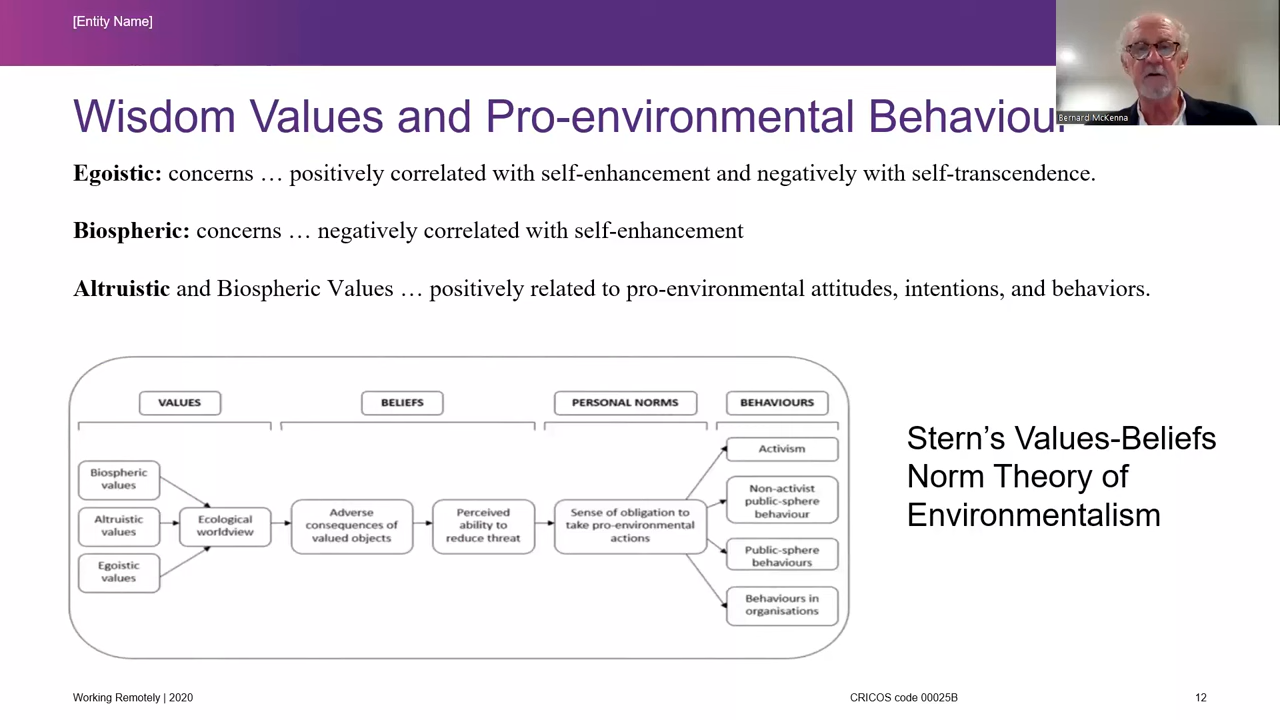 [Entity Name]
Wisdom Values and Pro-environmental Behaviour
Bernard McKenna
Egoistic: concerns … positively correlated with self-enhancement and negatively with self-transcendence.
Biospheric: concerns … negatively correlated with self-enhancement
Altruistic and Biospheric Values … positively related to pro-environmental attitudes, intentions, and behaviors.
VALUES
BELIEFS
PERSONAL NORMS
BEHAVIOURS
Biospheric
values
Altruistic
values
Egoistic
values
Ecological
worldview
Adverse
consequences of
valued objects
Perceived
ability to
reduce threat
Sense of obligation to
take pro-environmental
actions
Activism
Non-activist
public-sphere
behaviour
Public-sphere
behaviours
Behaviours in
organisations
Stern’s Values-Beliefs
Norm Theory of
Environmentalism
Working Remotely | 2020
CRICOS code 00025B
12